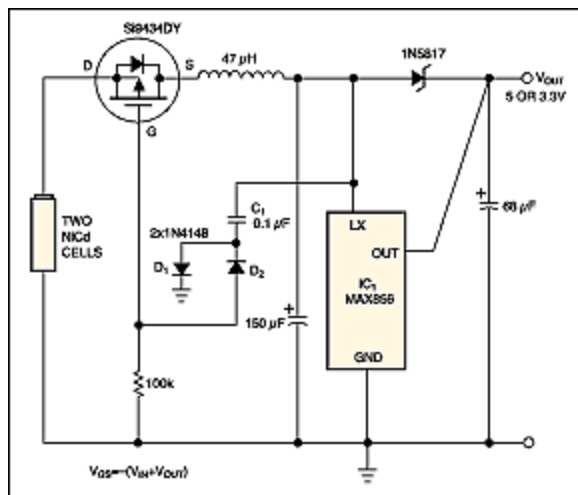 Si9434DY
D
S
G
47 µH
1N5817
VOUT
5 OR 3.3V
TWO
NiCd
CELLS
2x1N4148
C1
0.1 µF
D1
D2
LX
OUT
IC1
MAX856
GND
150 µF
68 µF
100k
VGS=–(VIN+VOUT)